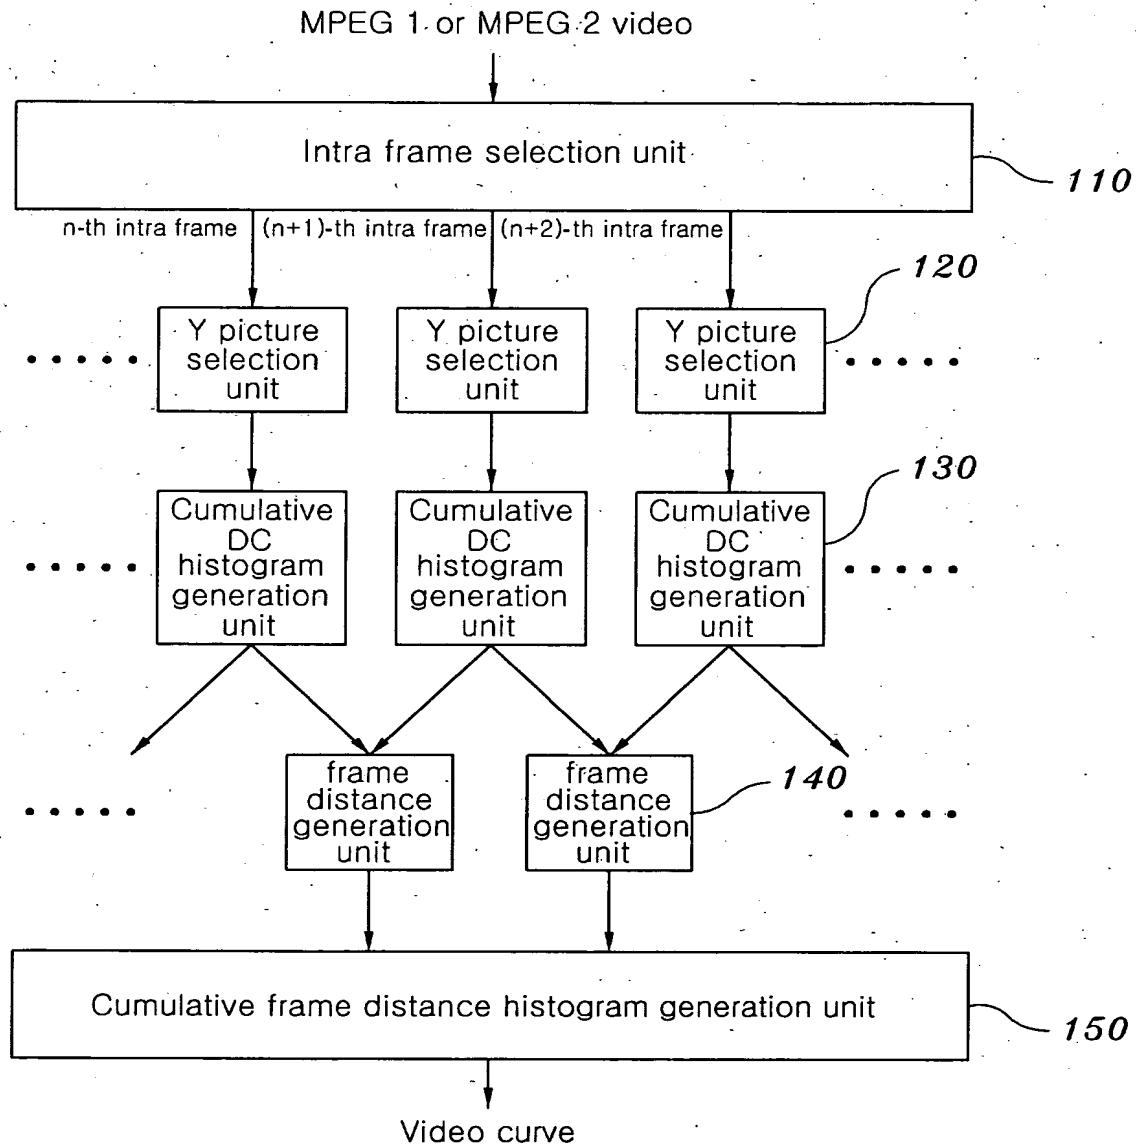 MPEG 1 or MPEG 2 video
Intra frame selection unit
110
n-th intra frame
(n+1)-th intra frame
(n+2)-th intra frame
120
Y picture
selection
unit
Y picture
selection
unit
Y picture
selection
unit
130
Cumulative
DC
histogram
generation
unit
Cumulative
DC
histogram
generation
unit
Cumulative
DC
histogram
generation
unit
frame
distance
generation
unit
frame
distance
generation
unit
140
Cumulative frame distance histogram generation unit
150
Video curve